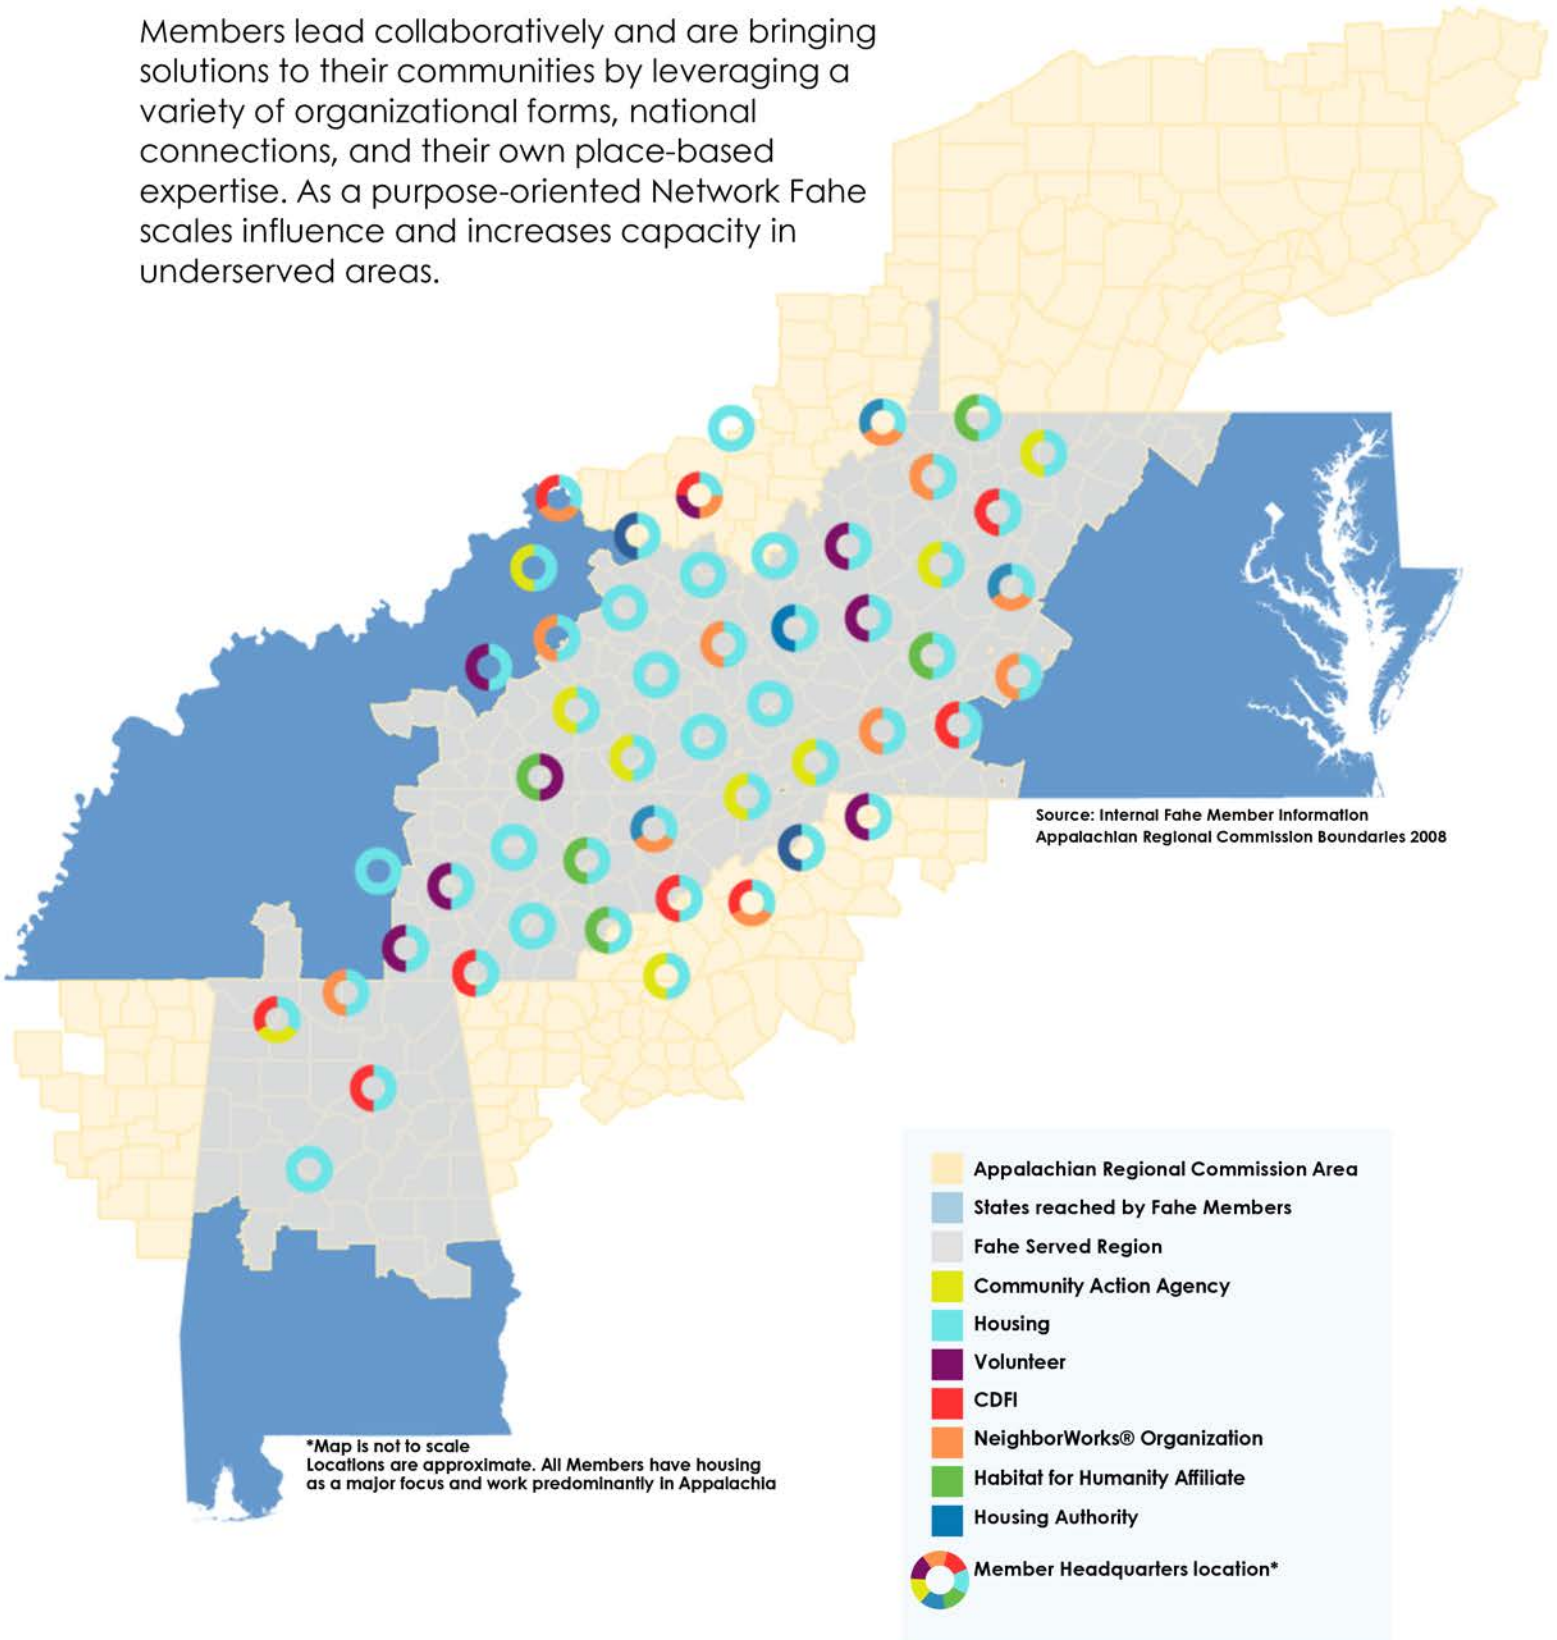 Members lead collaboratively and are bringing
solutions to their communities by leveraging a
variety of organizational forms, national
connections, and their own place-based
expertise. As a purpose-oriented Network Fahe
scales influence and increases capacity in
underserved areas.
Source: Internal Fahe Member Information
Appalachian Regional Commission Boundaries 2008
Appalachian Regional Commission Area
States reached by Fahe Members
Fahe Served Region
Community Action Agency
Housing
Volunteer
CDFI
NeighborWorks® Organization
Habitat for Humanity Affiliate
Housing Authority
Member Headquarters location*
*Map is not to scale
Locations are approximate. All Members have housing
as a major focus and work predominantly in Appalachia